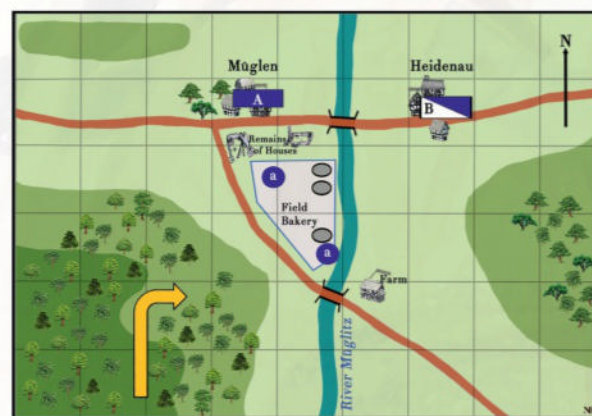 N
Müglen
Heidenau
A
B
Remains
of Houses
a
Field
Bakery
a
Farm
River Müglitz